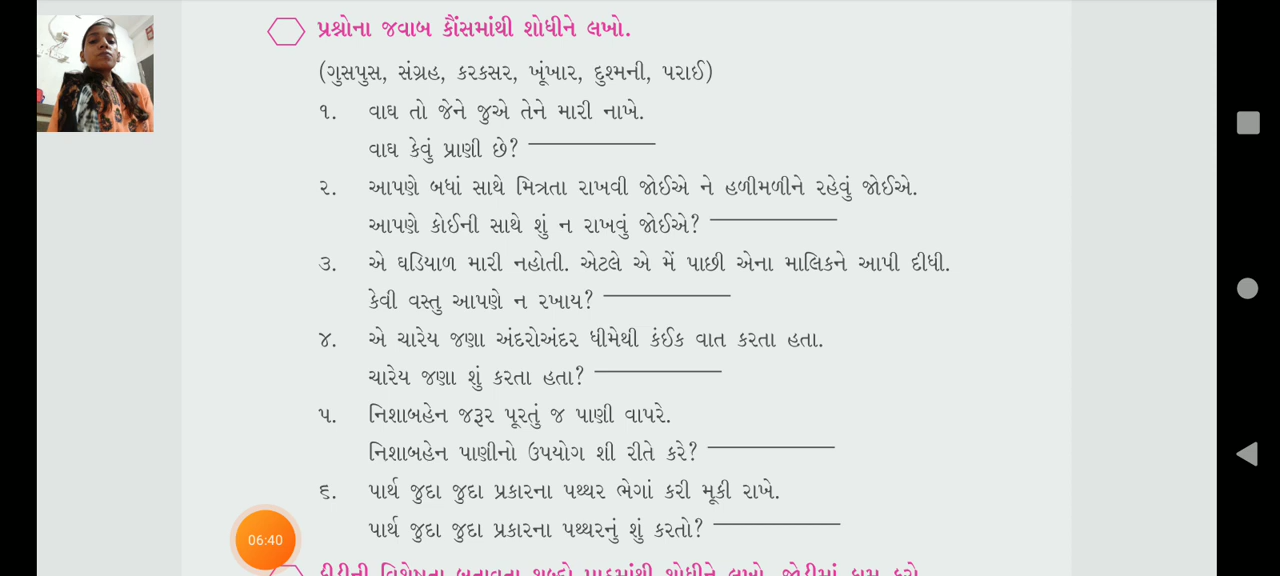 પ્રશ્નોના જવાબ કૌંસમાંથી શોધીને લખો.
(ગુસપુસ, સંગ્રહ, કરકસર, ખૂંખાર, દુશ્મની, પરાઈ)
૧. વાઘ તો જેને જુએ તેને મારી નાખે.
વાઘ કેવું પ્રાણી છે?
૨. આપણે બધાં સાથે મિત્રતા રાખવી જોઈએ ને હળીમળીને રહેવું જોઈએ.
આપણે કોઈની સાથે શું ન રાખવું જોઈએ?
૩. એ ઘડિયાળ મારી નહોતી. એટલે એ મેં પાછી એના માલિકને આપી દીધી.
કેવી વસ્તુ આપણે ન રખાય?
૪. એ ચારેય જણા અંદરોઅંદર ધીમેથી કંઈક વાત કરતા હતા.
ચારેય જણા શું કરતા હતા?
૫. નિશાબહેન જરૂર પૂરતું જ પાણી વાપરે.
નિશાબહેન પાણીનો ઉપયોગ શી રીતે કરે?
૬. પાર્થ જુદા જુદા પ્રકારના પથ્થર ભેગાં કરી મૂકી રાખે.
પાર્થ જુદા જુદા પ્રકારના પથ્થરનું શું કરતો?
06:40